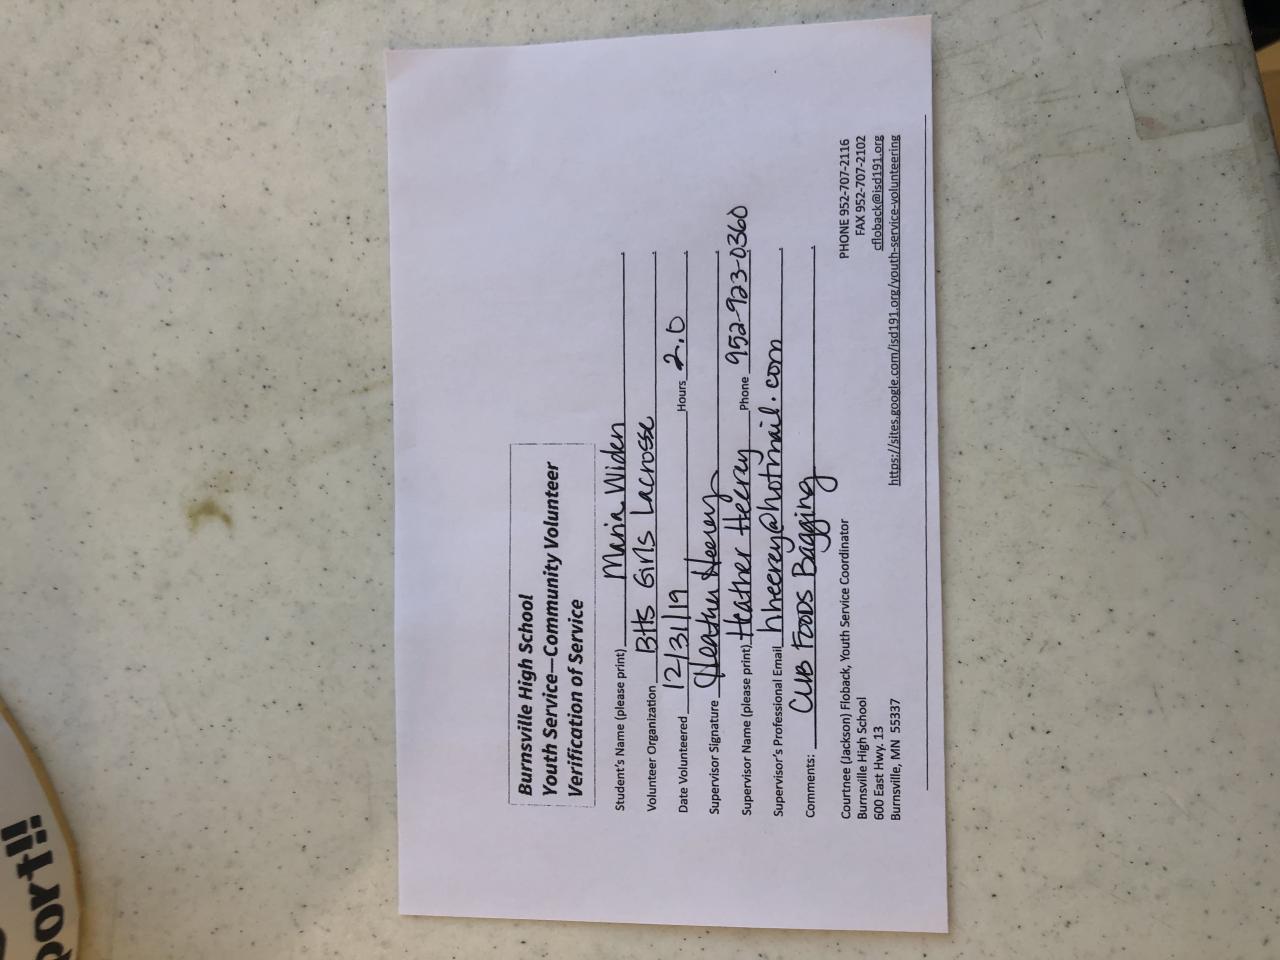 Burnsville High School
Youth Service—Community Volunteer
Verification of Service
Student's Name (please print) Maria Widen
Volunteer Organization BHS Girls Lacrosse
Date Volunteered 12/31/19 Hours 2.0
Supervisor Signature Heather Heerey
Supervisor Name (please print) Heather Heerey Phone 952-923-0360
Supervisor's Professional Email hheerey@hotmail.com
Comments: CUB FOODS Bagging
Courtnee (Jackson) Floback, Youth Service Coordinator
Burnsville High School
600 East Hwy. 13
Burnsville, MN 55337
PHONE 952-707-2116
FAX 952-707-2102
cfloback@isd191.org
https://sites.google.com/isd191.org/youth-service-volunteering
port!!